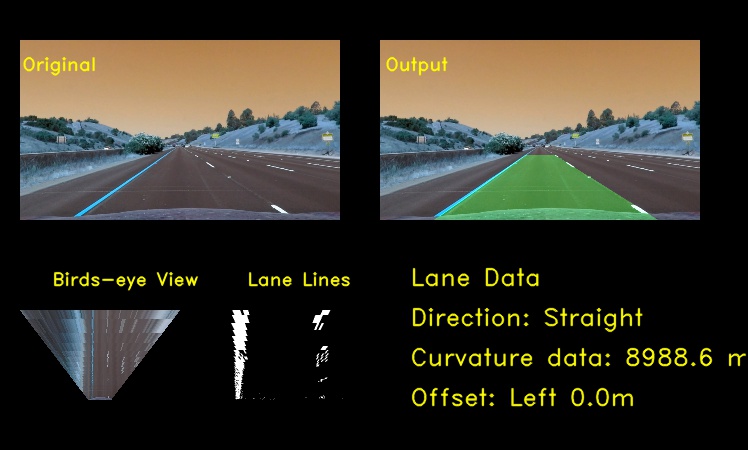 Original
Output
Birds-eye View
Lane Lines
Lane Data
Direction: Straight
Curvature data: 8988.6 m
Offset: Left 0.0m